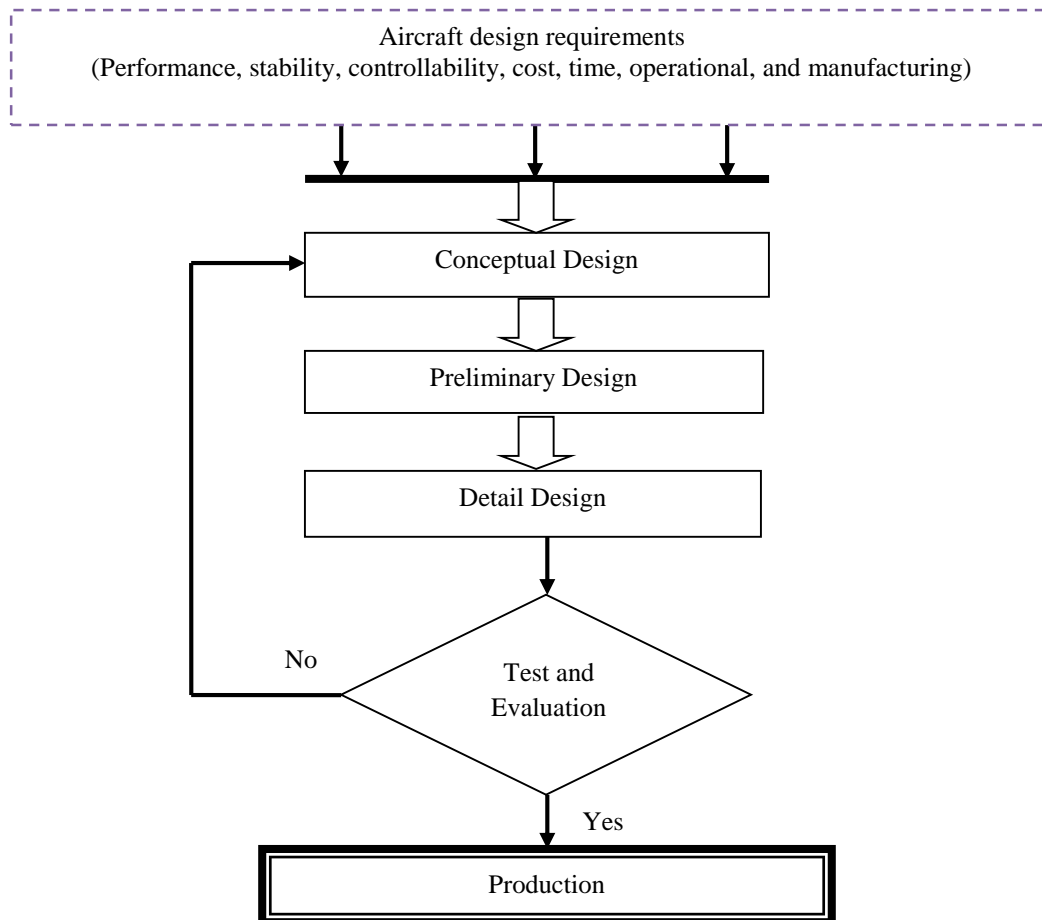 Aircraft design requirements
(Performance, stability, controllability, cost, time, operational, and manufacturing)
Conceptual Design
Preliminary Design
Detail Design
No
Test and
Evaluation
Yes
Production